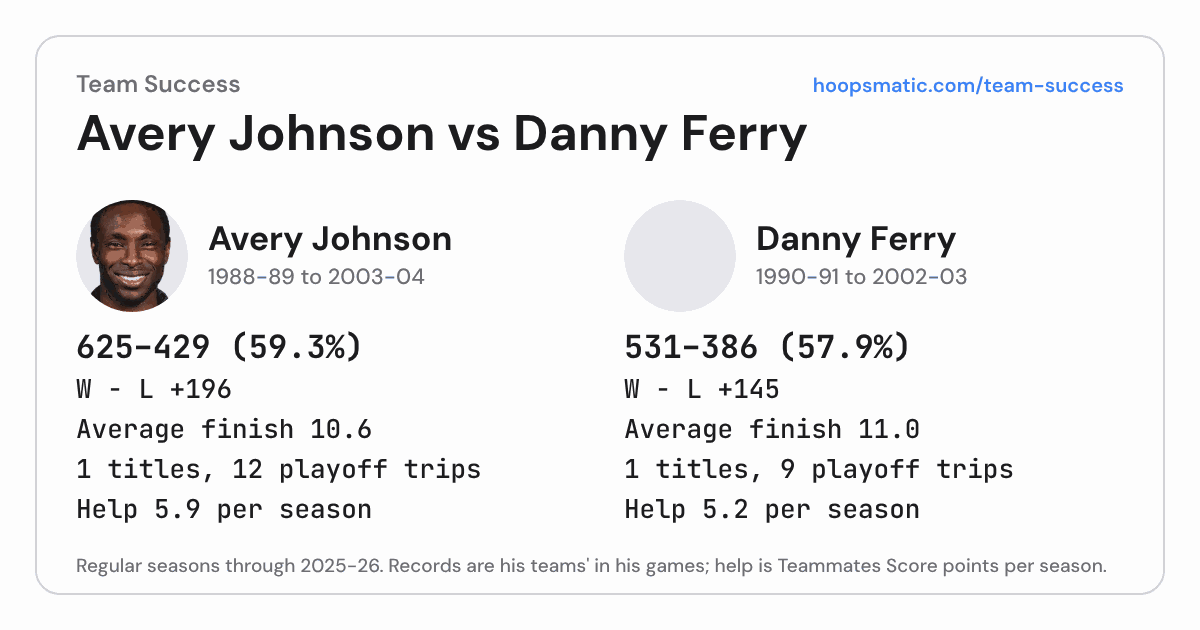 Team Success
hoopsmatic.com/team-success
Avery Johnson vs Danny Ferry
Avery Johnson
1988–89 to 2003–04
625–429 (59.3%)
W - L +196
Average finish 10.6
1 titles, 12 playoff trips
Help 5.9 per season
Danny Ferry
1990–91 to 2002–03
531–386 (57.9%)
W - L +145
Average finish 11.0
1 titles, 9 playoff trips
Help 5.2 per season
Regular seasons through 2025-26. Records are his teams' in his games; help is Teammates Score points per season.